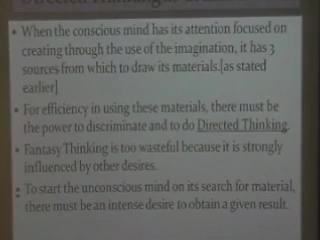 Directed Thinking
• When the conscious mind has its attention focused on
creating through the use of the imagination, it has 3
sources from which to draw its materials.[as stated
earlier]
• For efficiency in using these materials, there must be
the power to discriminate and to do Directed Thinking.
• Fantasy Thinking is too wasteful because it is strongly
influenced by other desires.
• To start the unconscious mind on its search for material,
there must be an intense desire to obtain a given result.